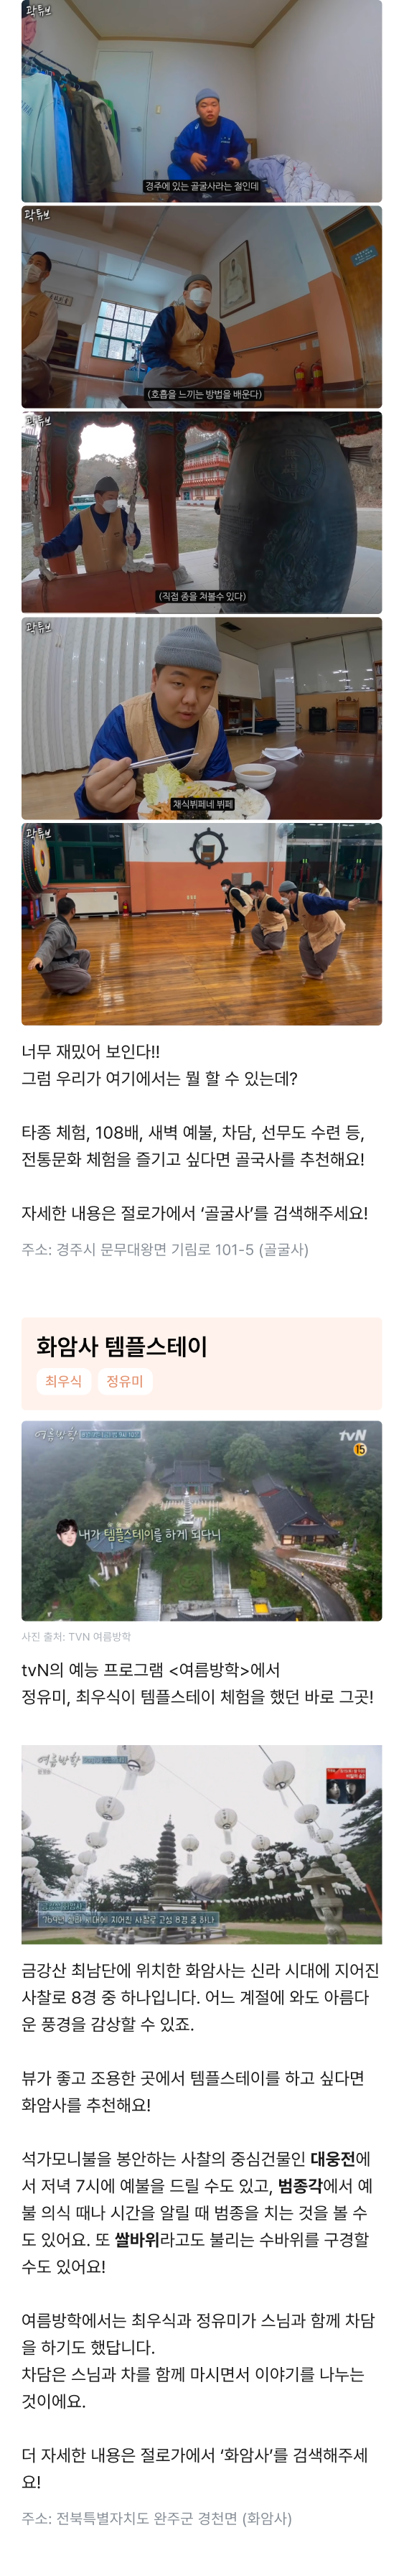 곽튜브
경주에 있는 골굴사라는 절인데
곽튜브
(호흡을 느끼는 방법을 배운다)
곽튜브
(직접 종을 쳐볼수 있다)
곽튜브
채식뷔페네 뷔페
곽튜브
너무 재밌어 보인다!!
그럼 우리가 여기에서는 뭘 할 수 있는데?
타종 체험, 108배, 새벽 예불, 차담, 선무도 수련 등,
전통문화 체험을 즐기고 싶다면 골국사를 추천해요!
자세한 내용은 절로가에서 ‘골굴사’를 검색해주세요!
주소: 경주시 문무대왕면 기림로 101-5 (골굴사)
화암사 템플스테이
최우식 정유미
여름방학
tvN
15
내가 템플스테이를 하게 되다니
사진 출처: TVN 여름방학
tvN의 예능 프로그램 <여름방학>에서
정유미, 최우식이 템플스테이 체험을 했던 바로 그곳!
여름방학
769년 신라 시대에 지어진 사찰로 고성 8경 중 하나
금강산 최남단에 위치한 화암사는 신라 시대에 지어진
사찰로 8경 중 하나입니다. 어느 계절에 와도 아름다
운 풍경을 감상할 수 있죠.
뷰가 좋고 조용한 곳에서 템플스테이를 하고 싶다면
화암사를 추천해요!
석가모니불을 봉안하는 사찰의 중심건물인 대웅전에
서 저녁 7시에 예불을 드릴 수도 있고, 범종각에서 예
불 의식 때나 시간을 알릴 때 범종을 치는 것을 볼 수
도 있어요. 또 쌀바위라고도 불리는 수바위를 구경할
수도 있어요!
여름방학에서는 최우식과 정유미가 스님과 함께 차담
을 하기도 했답니다.
차담은 스님과 차를 함께 마시면서 이야기를 나누는
것이에요.
더 자세한 내용은 절로가에서 ‘화암사’를 검색해주세
요!
주소: 전북특별자치도 완주군 경천면 (화암사)